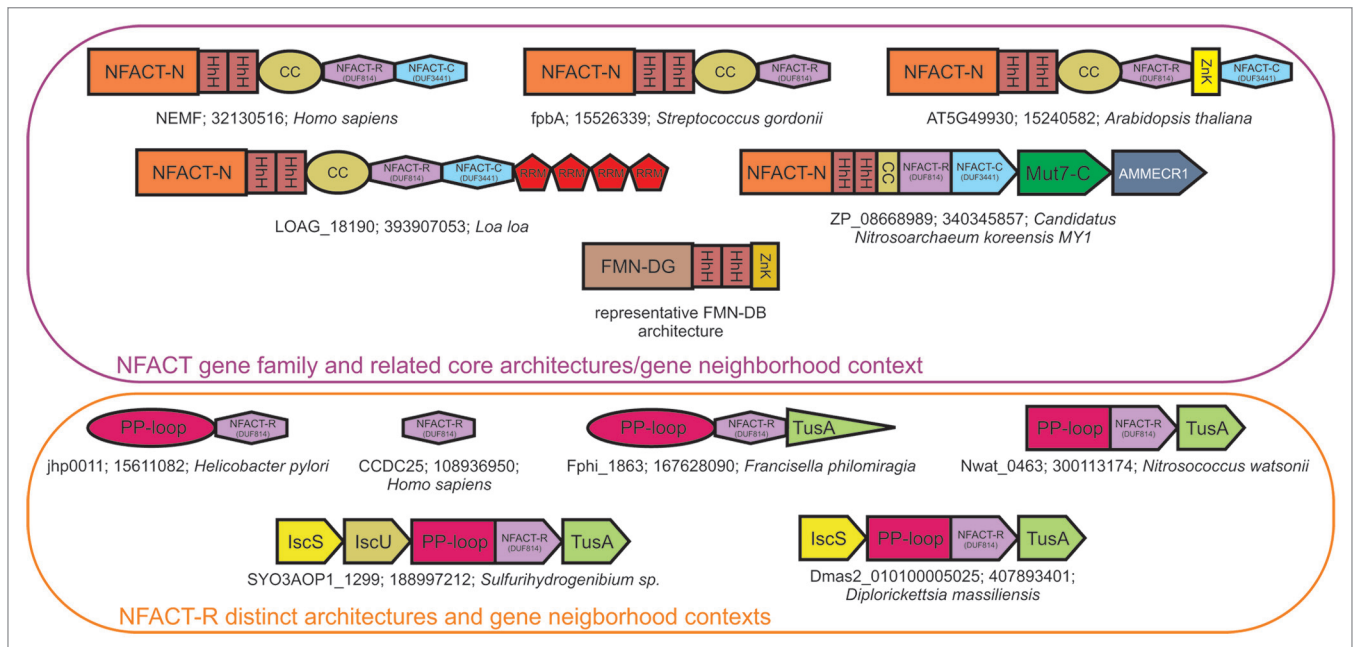 NFACT-N HhH HhH CC NFACT-R (DUF814) NFACT-C (DUF3441)
NEMF; 32130516; Homo sapiens
NFACT-N HhH HhH CC NFACT-R (DUF814)
fpbA; 15526339; Streptococcus gordonii
NFACT-N HhH HhH CC NFACT-R (DUF814) ZnK NFACT-C (DUF3441)
AT5G49930; 15240582; Arabidopsis thaliana
NFACT-N HhH HhH CC NFACT-R (DUF814) NFACT-C (DUF3441) RRM RRM RRM RRM
LOAG_18190; 393907053; Loa loa
NFACT-N HhH HhH CC NFACT-R (DUF814) NFACT-C (DUF3441) Mut7-C AMMECR1
ZP_08668989; 340345857; Candidatus
Nitrosoarchaeum koreensis MY1
FMN-DG HhH HhH ZnK
representative FMN-DB
architecture
NFACT gene family and related core architectures/gene neighborhood context
PP-loop NFACT-R (DUF814)
jhp0011; 15611082; Helicobacter pylori
NFACT-R (DUF814)
CCDC25; 108936950;
Homo sapiens
PP-loop NFACT-R (DUF814) TusA
Fphi_1863; 167628090; Francisella philomiragia
PP-loop NFACT-R (DUF814) TusA
Nwat_0463; 300113174; Nitrosococcus watsonii
IscS IscU PP-loop NFACT-R (DUF814) TusA
SYO3AOP1_1299; 188997212; Sulfurihydrogenibium sp.
IscS PP-loop NFACT-R (DUF814) TusA
Dmas2_010100005025; 407893401;
Diplorickettsia massiliensis
NFACT-R distinct architectures and gene neigborhood contexts